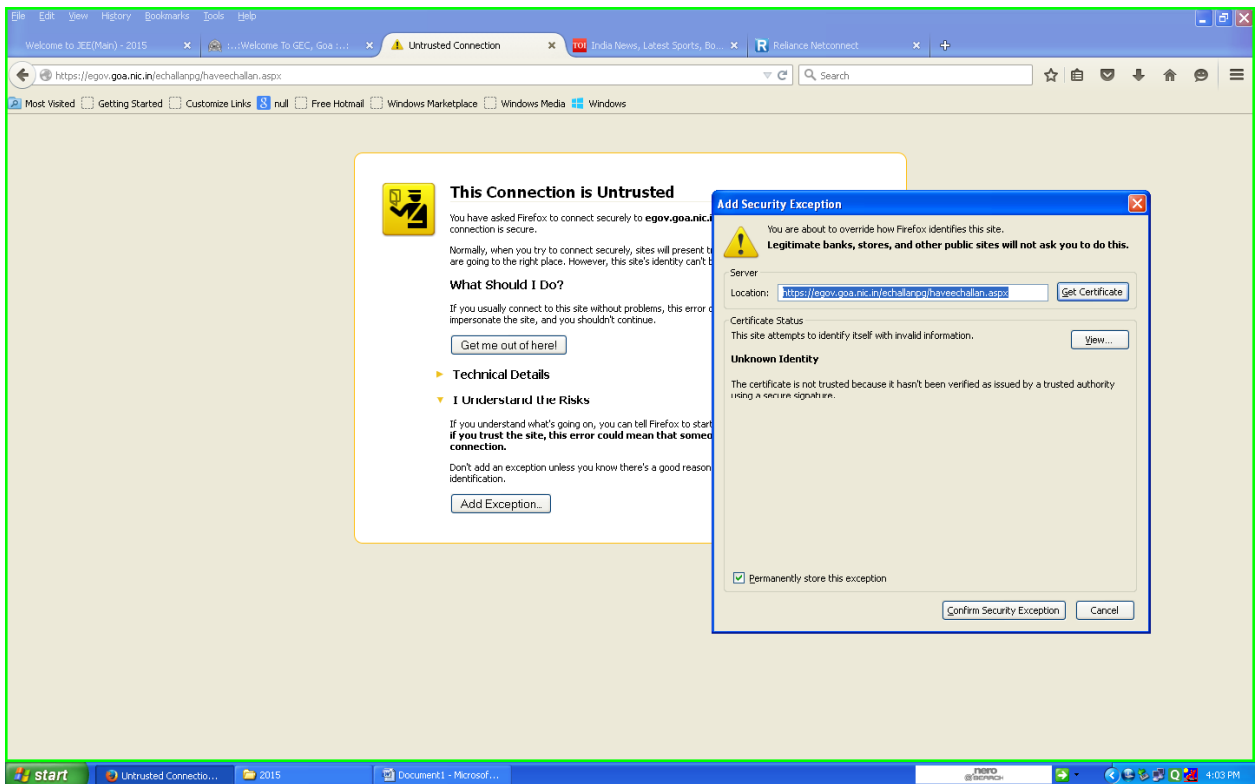 File Edit View History Bookmarks Tools Help
Welcome to JEE(Main) - 2015
:..:Welcome To GEC, Goa :..:
Untrusted Connection
TOI India News, Latest Sports, Bo...
R Reliance Netconnect
https://egov.goa.nic.in/echallanpg/haveechallan.aspx
Search
Most Visited Getting Started Customize Links 8 null Free Hotmail Windows Marketplace Windows Media Windows
This Connection is Untrusted
You have asked Firefox to connect securely to egov.goa.nic.i
connection is secure.
Normally, when you try to connect securely, sites will present t
are going to the right place. However, this site's identity can't b
What Should I Do?
If you usually connect to this site without problems, this error
impersonate the site, and you shouldn't continue.
Get me out of here!
Technical Details
I Understand the Risks
If you understand what's going on, you can tell Firefox to start
if you trust the site, this error could mean that someo
connection.
Don't add an exception unless you know there's a good reason
identification.
Add Exception...
Add Security Exception
You are about to override how Firefox identifies this site.
Legitimate banks, stores, and other public sites will not ask you to do this.
Server
Location: https://egov.goa.nic.in/echallanpg/haveechallan.aspx Get Certificate
Certificate Status
This site attempts to identify itself with invalid information.
View...
Unknown Identity
The certificate is not trusted because it hasn't been verified as issued by a trusted authority
using a secure signature.
Permanently store this exception
Confirm Security Exception Cancel
start
Untrusted Connectio...
2015
Document1 - Microsof...
nero
SEARCH
4:03 PM